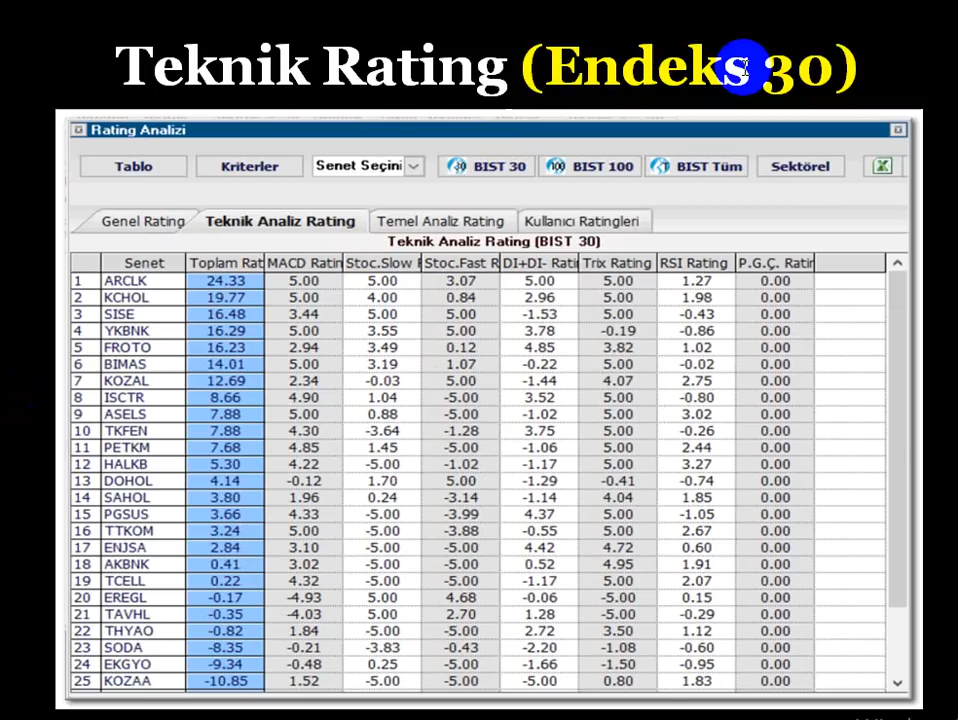 Teknik Rating (Endeks 30)
Rating Analizi
Tablo Kriterler Senet Seçini 30 BIST 30 100 BIST 100 T BIST Tüm Sektörel
Genel Rating Teknik Analiz Rating Temel Analiz Rating Kullanıcı Ratingleri
Teknik Analiz Rating (BIST 30)
Senet Toplam Rat MACD Ratin Stoc.Slow Stoc.Fast R DI+DI- Ratin Trix Rating RSI Rating P.G.Ç. Ratin
1 ARCLK 24.33 5.00 5.00 3.07 5.00 5.00 1.27 0.00
2 KCHOL 19.77 5.00 4.00 0.84 2.96 5.00 1.98 0.00
3 SISE 16.48 3.44 5.00 5.00 -1.53 5.00 -0.43 0.00
4 YKBNK 16.29 5.00 3.55 5.00 3.78 -0.19 -0.86 0.00
5 FROTO 16.23 2.94 3.49 0.12 4.85 3.82 1.02 0.00
6 BIMAS 14.01 5.00 3.19 1.07 -0.22 5.00 -0.02 0.00
7 KOZAL 12.69 2.34 -0.03 5.00 -1.44 4.07 2.75 0.00
8 ISCTR 8.66 4.90 1.04 -5.00 3.52 5.00 -0.80 0.00
9 ASELS 7.88 5.00 0.88 -5.00 -1.02 5.00 3.02 0.00
10 TKFEN 7.88 4.30 -3.64 -1.28 3.75 5.00 -0.26 0.00
11 PETKM 7.68 4.85 1.45 -5.00 -1.06 5.00 2.44 0.00
12 HALKB 5.30 4.22 -5.00 -1.02 -1.17 5.00 3.27 0.00
13 DOHOL 4.14 -0.12 1.70 5.00 -1.29 -0.41 -0.74 0.00
14 SAHOL 3.80 1.96 0.24 -3.14 -1.14 4.04 1.85 0.00
15 PGSUS 3.66 4.33 -5.00 -3.99 4.37 5.00 -1.05 0.00
16 TTKOM 3.24 5.00 5.00 -3.88 -0.55 5.00 2.67 0.00
17 ENJSA 2.84 3.10 -5.00 -5.00 4.42 4.72 0.60 0.00
18 AKBNK 0.41 3.02 -5.00 -5.00 0.52 4.95 1.91 0.00
19 TCELL 0.22 4.32 -5.00 -5.00 -1.17 5.00 2.07 0.00
20 EREGL -0.17 -4.93 5.00 4.68 -0.06 -5.00 0.15 0.00
21 TAVHL -0.35 -4.03 5.00 2.70 1.28 -5.00 -0.29 0.00
22 THYAO -0.82 1.84 -5.00 -5.00 2.72 3.50 1.12 0.00
23 SODA -8.35 -0.21 -3.83 -0.43 -2.20 -1.08 -0.60 0.00
24 EKGYO -9.34 -0.48 0.25 -5.00 -1.66 -1.50 -0.95 0.00
25 KOZAA -10.85 1.52 -5.00 -5.00 -5.00 0.80 1.83 0.00